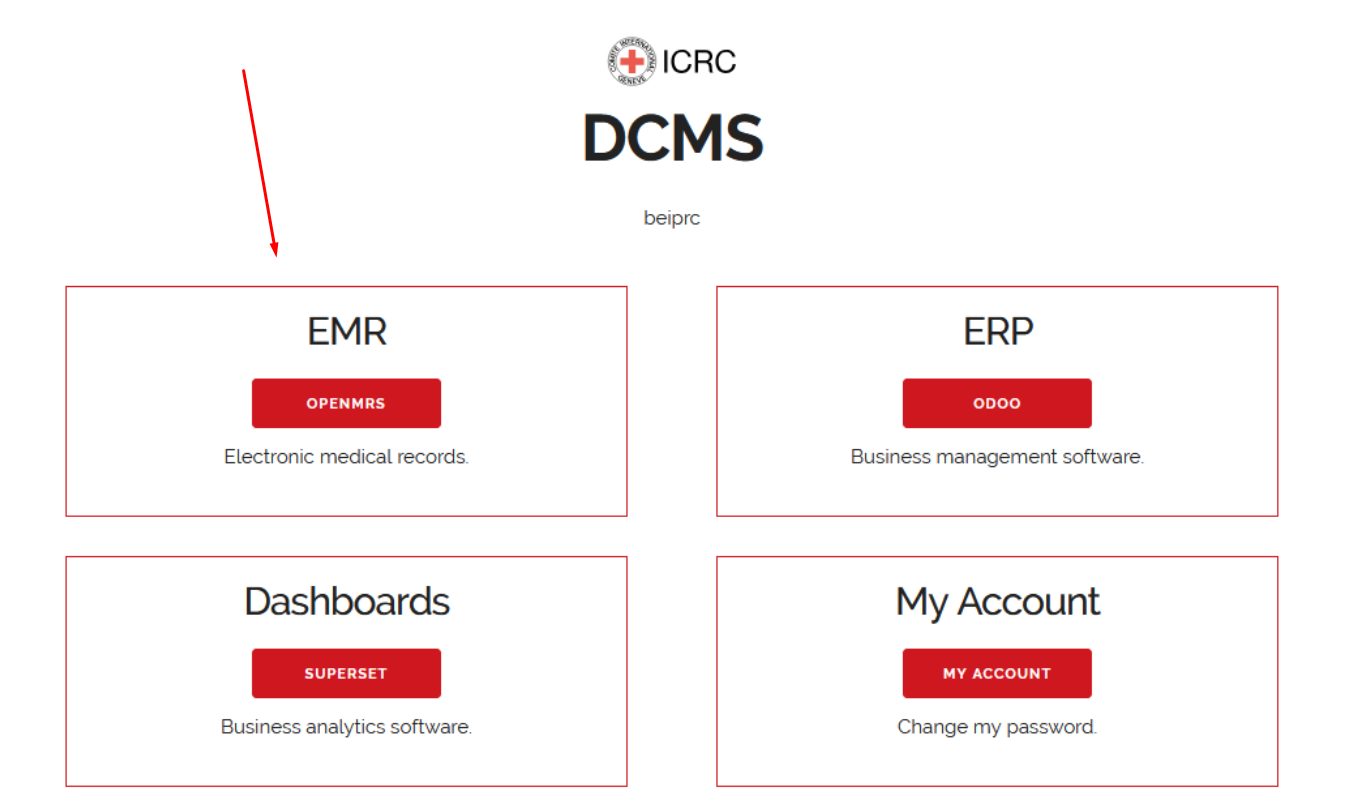 COMITE INTERNATIONAL GENEVE
ICRC
DCMS
beiprc
EMR
OPENMRS
Electronic medical records.
ERP
ODOO
Business management software.
Dashboards
SUPERSET
Business analytics software.
My Account
MY ACCOUNT
Change my password.